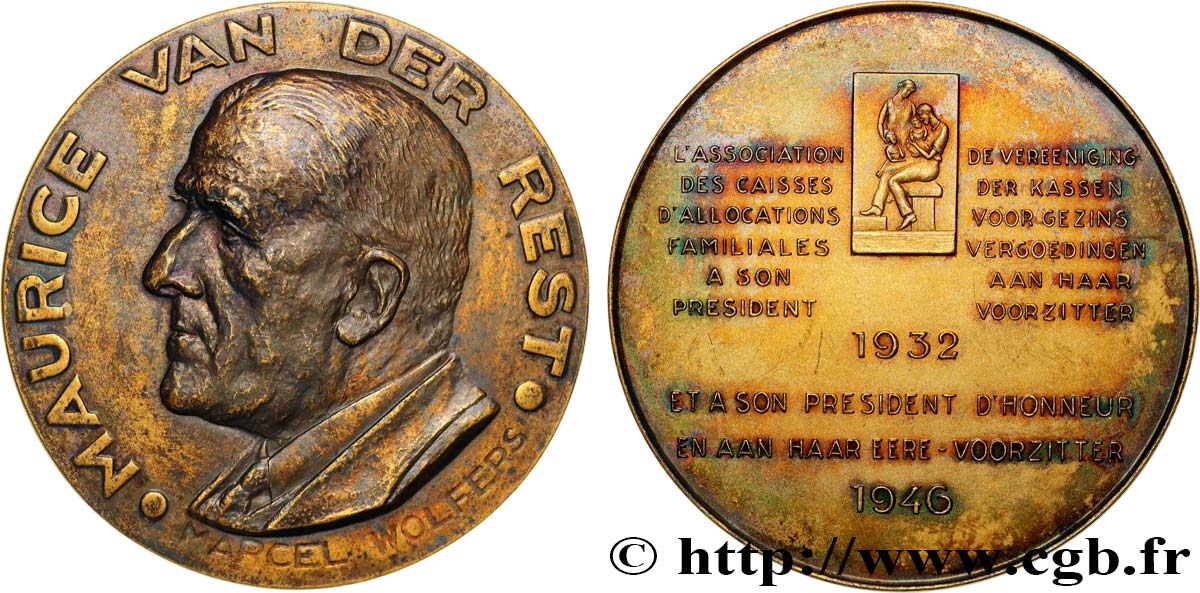 • MAURICE VAN DER REST •
MARCEL WOLFERS
L'ASSOCIATION
DES CAISSES
D'ALLOCATIONS
FAMILIALES
A SON
PRESIDENT
DE VEREENIGING
DER KASSEN
VOOR GEZINS
VERGOEDINGEN
AAN HAAR
VOORZITTER
1932
ET A SON PRESIDENT D'HONNEUR
EN AAN HAAR EERE - VOORZITTER
1946
© http://www.cgb.fr